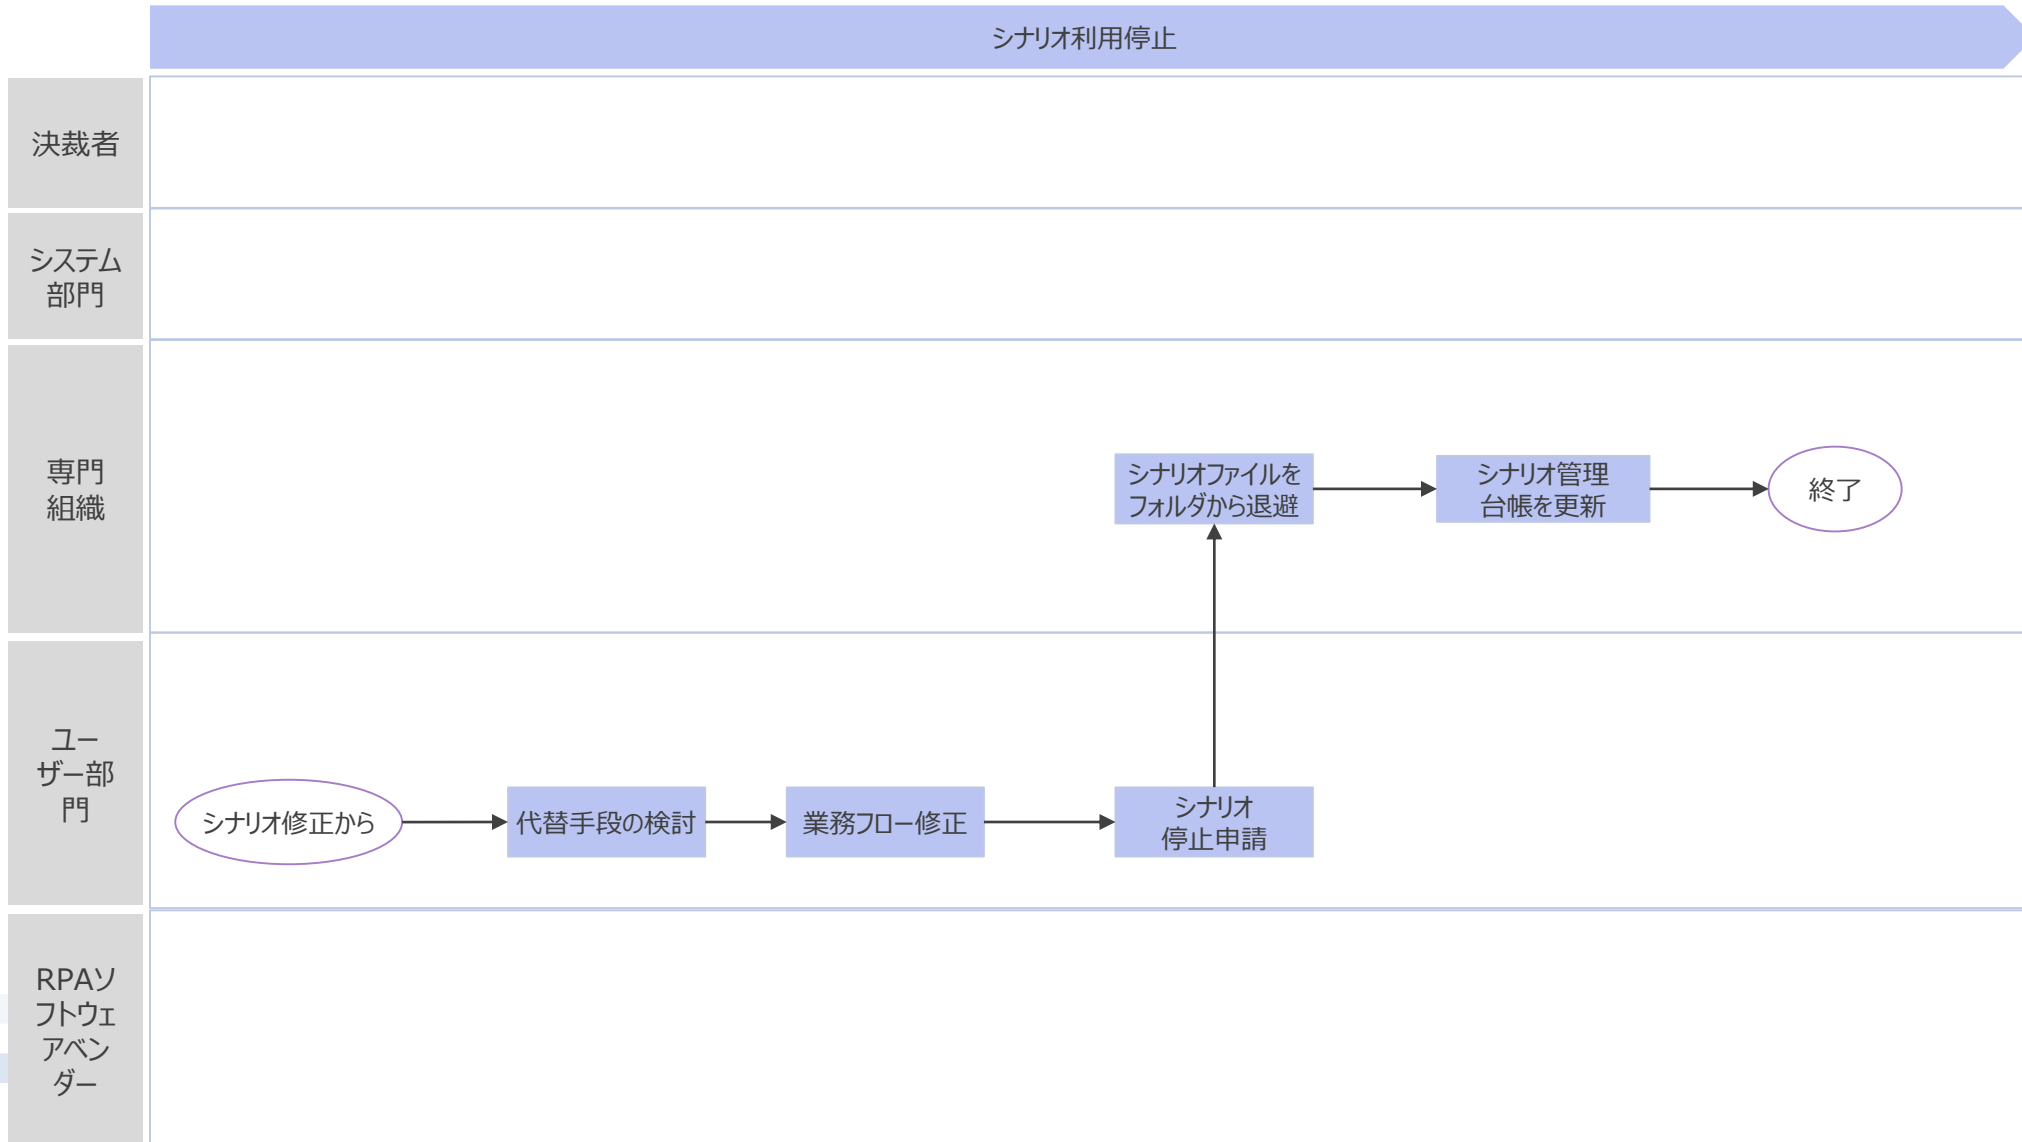 シナリオ利用停止
決裁者
システム
部門
専門
組織
シナリオファイルを
フォルダから退避
シナリオ管理
台帳を更新
終了
ユー
ザー部
門
シナリオ修正から
代替手段の検討
業務フロー修正
シナリオ
停止申請
RPAソ
フトウェ
アベン
ダー